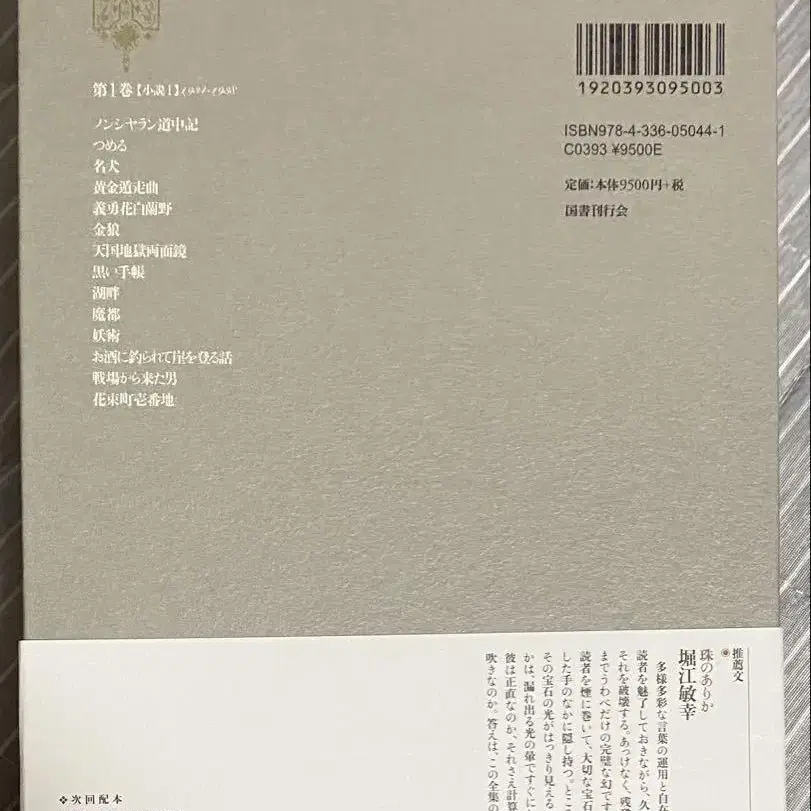 第1巻【小説1】
ノンシャラン道中記
つめる
名犬
黄金遁走曲
義勇花白蘭野
金狼
天国地獄両面鏡
黒い手帳
湖畔
魔都
妖術
お酒に釣られて崖を登る話
戦場から来た男
花束町壱番地
1920393095003
ISBN978-4-336-05044-1
C0393 ¥9500E
定価:本体9500円+税
国書刊行会
◉推薦文
珠のありか
堀江敏幸
多様多彩な言葉の運用と自在
読者を魅了しておきながら、久
それを破壊する。あっけなく、残
までうわべだけの完璧な幻です
読者を煙に巻いて、大切な宝石
した手のなかに隠し持つ。とこ
その宝石の光がはっきり見える
かは、漏れ出る光の暈ですぐに
彼は正直なのか、それさえ計算
吹きなのか。答えは、この全集の
❖次回配本